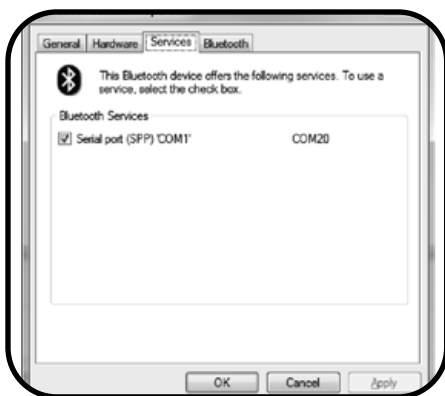 General Hardware Services Bluetooth
This Bluetooth device offers the following services. To use a
service, select the check box.
Bluetooth Services
Serial port (SPP) 'COM1' COM20
OK Cancel Apply